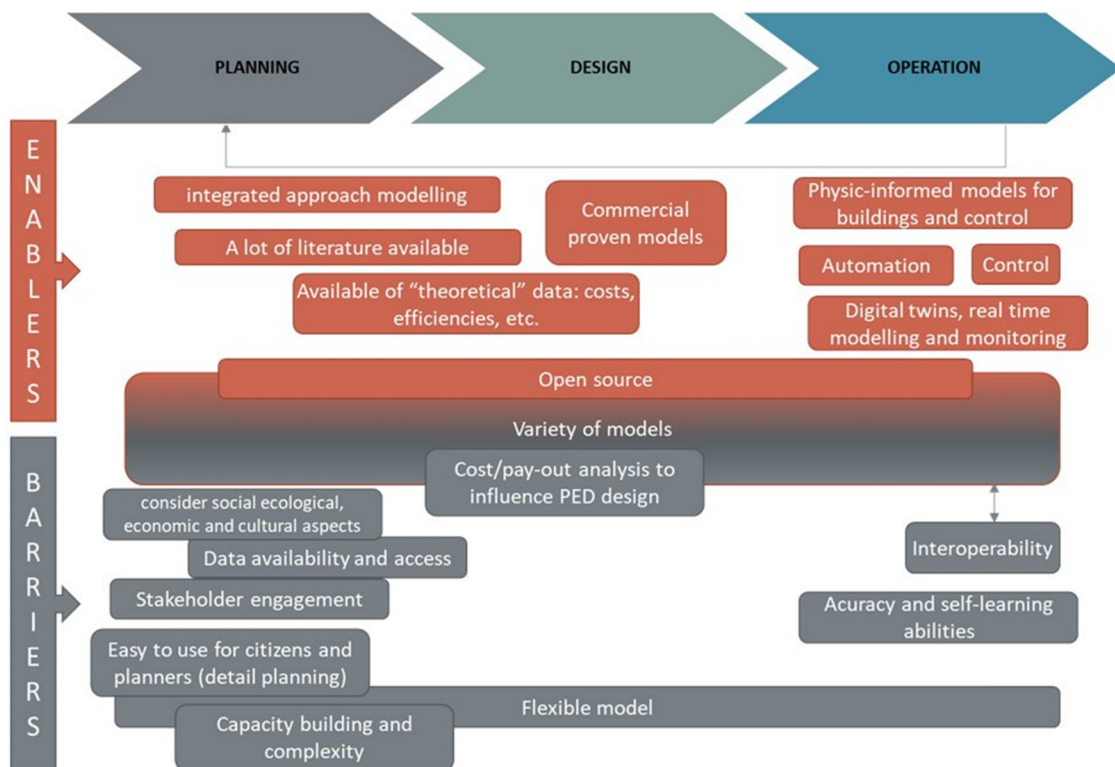 PLANNING
DESIGN
OPERATION
ENABLERS
integrated approach modelling
A lot of literature available
Available of “theoretical” data: costs,
efficiencies, etc.
Commercial
proven models
Physic-informed models for
buildings and control
Automation
Control
Digital twins, real time
modelling and monitoring
Open source
Variety of models
BARRIERS
Cost/pay-out analysis to
influence PED design
consider social ecological,
economic and cultural aspects
Data availability and access
Stakeholder engagement
Easy to use for citizens and
planners (detail planning)
Interoperability
Acuracy and self-learning
abilities
Flexible model
Capacity building and
complexity